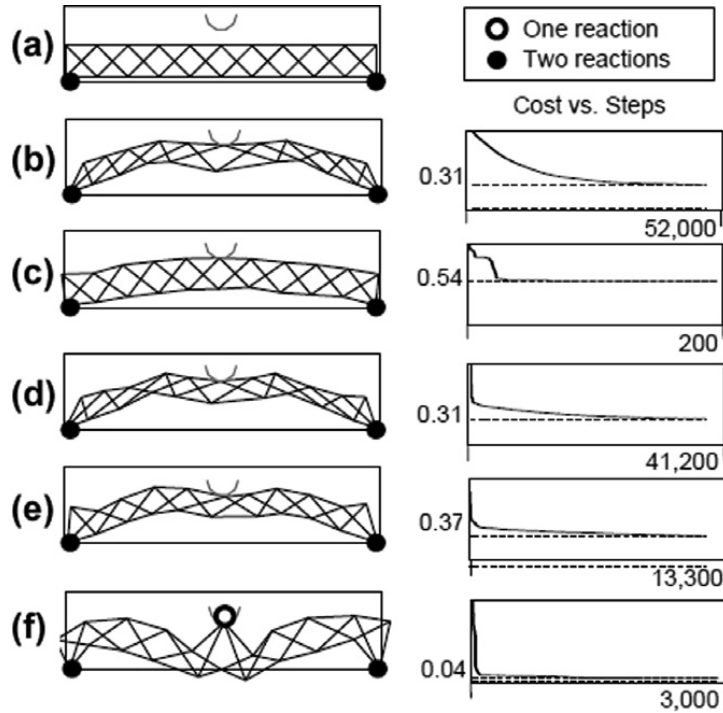 (a)
One reaction
Two reactions
Cost vs. Steps
(b)
0.31
52,000
(c)
0.54
200
(d)
0.31
41,200
(e)
0.37
13,300
(f)
0.04
3,000